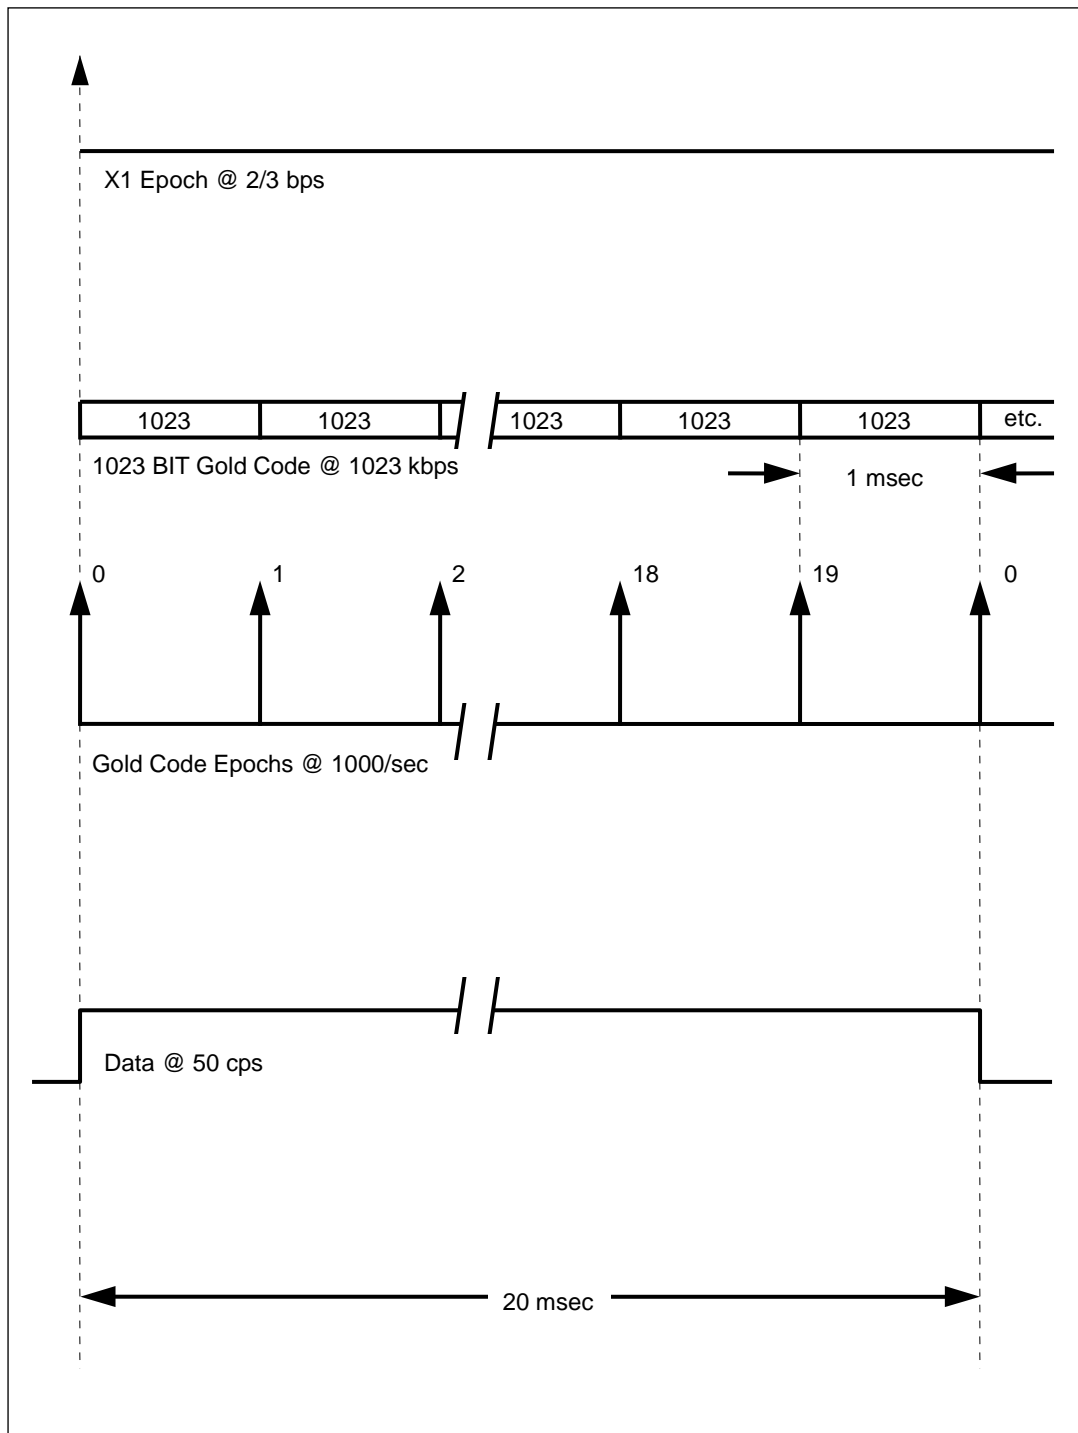 X1 Epoch @ 2/3 bps
1023 1023 1023 1023 1023 etc.
1023 BIT Gold Code @ 1023 kbps
1 msec
0 1 2 18 19 0
Gold Code Epochs @ 1000/sec
Data @ 50 cps
20 msec